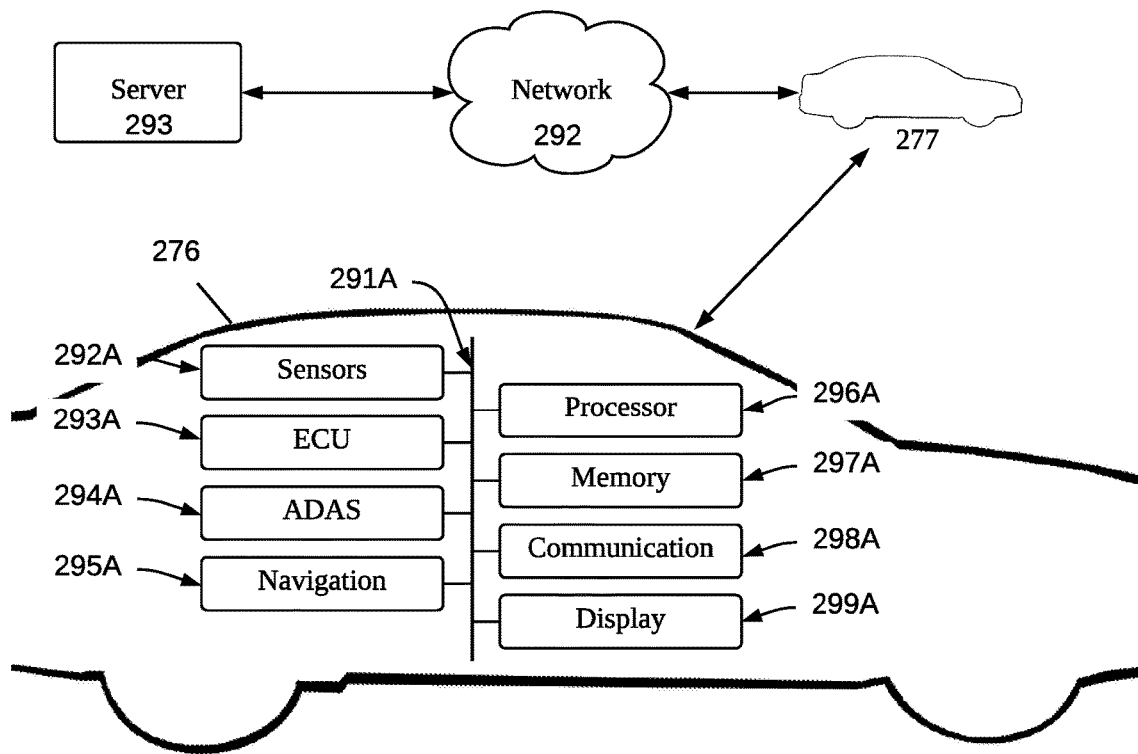 Server
293
Network
292
277
276
291A
292A
Sensors
293A
ECU
294A
ADAS
295A
Navigation
Processor
296A
Memory
297A
Communication
298A
Display
299A